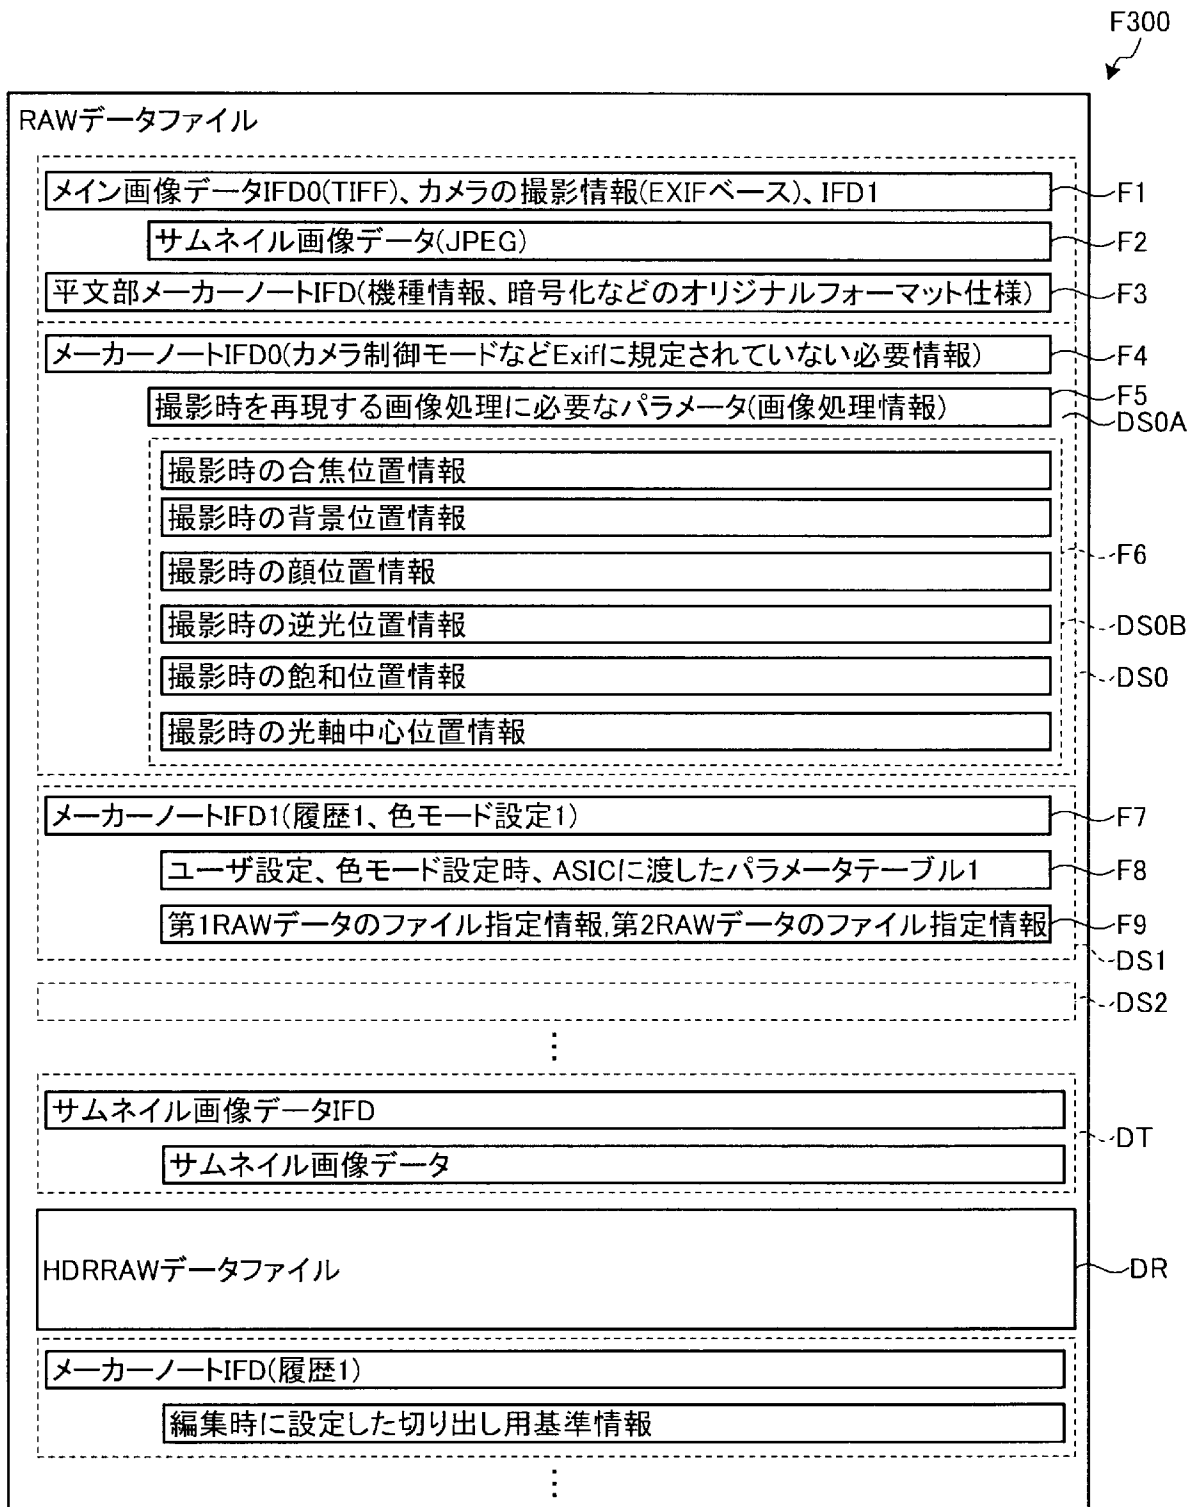 F300
RAWデータファイル
メイン画像データIFD0(TIFF)、カメラの撮影情報(EXIFベース)、IFD1
F1
サムネイル画像データ(JPEG)
F2
平文部メーカーノートIFD(機種情報、暗号化などのオリジナルフォーマット仕様)
F3
メーカーノートIFD0(カメラ制御モードなどExifに規定されていない必要情報)
F4
撮影時を再現する画像処理に必要なパラメータ(画像処理情報)
F5
DS0A
撮影時の合焦位置情報
撮影時の背景位置情報
F6
撮影時の顔位置情報
撮影時の逆光位置情報
DS0B
撮影時の飽和位置情報
DS0
撮影時の光軸中心位置情報
メーカーノートIFD1(履歴1、色モード設定1)
F7
ユーザ設定、色モード設定時、ASICに渡したパラメータテーブル1
F8
第1RAWデータのファイル指定情報,第2RAWデータのファイル指定情報
F9
DS1
DS2
⋮
サムネイル画像データIFD
DT
サムネイル画像データ
HDRRAWデータファイル
DR
メーカーノートIFD(履歴1)
編集時に設定した切り出し用基準情報
⋮